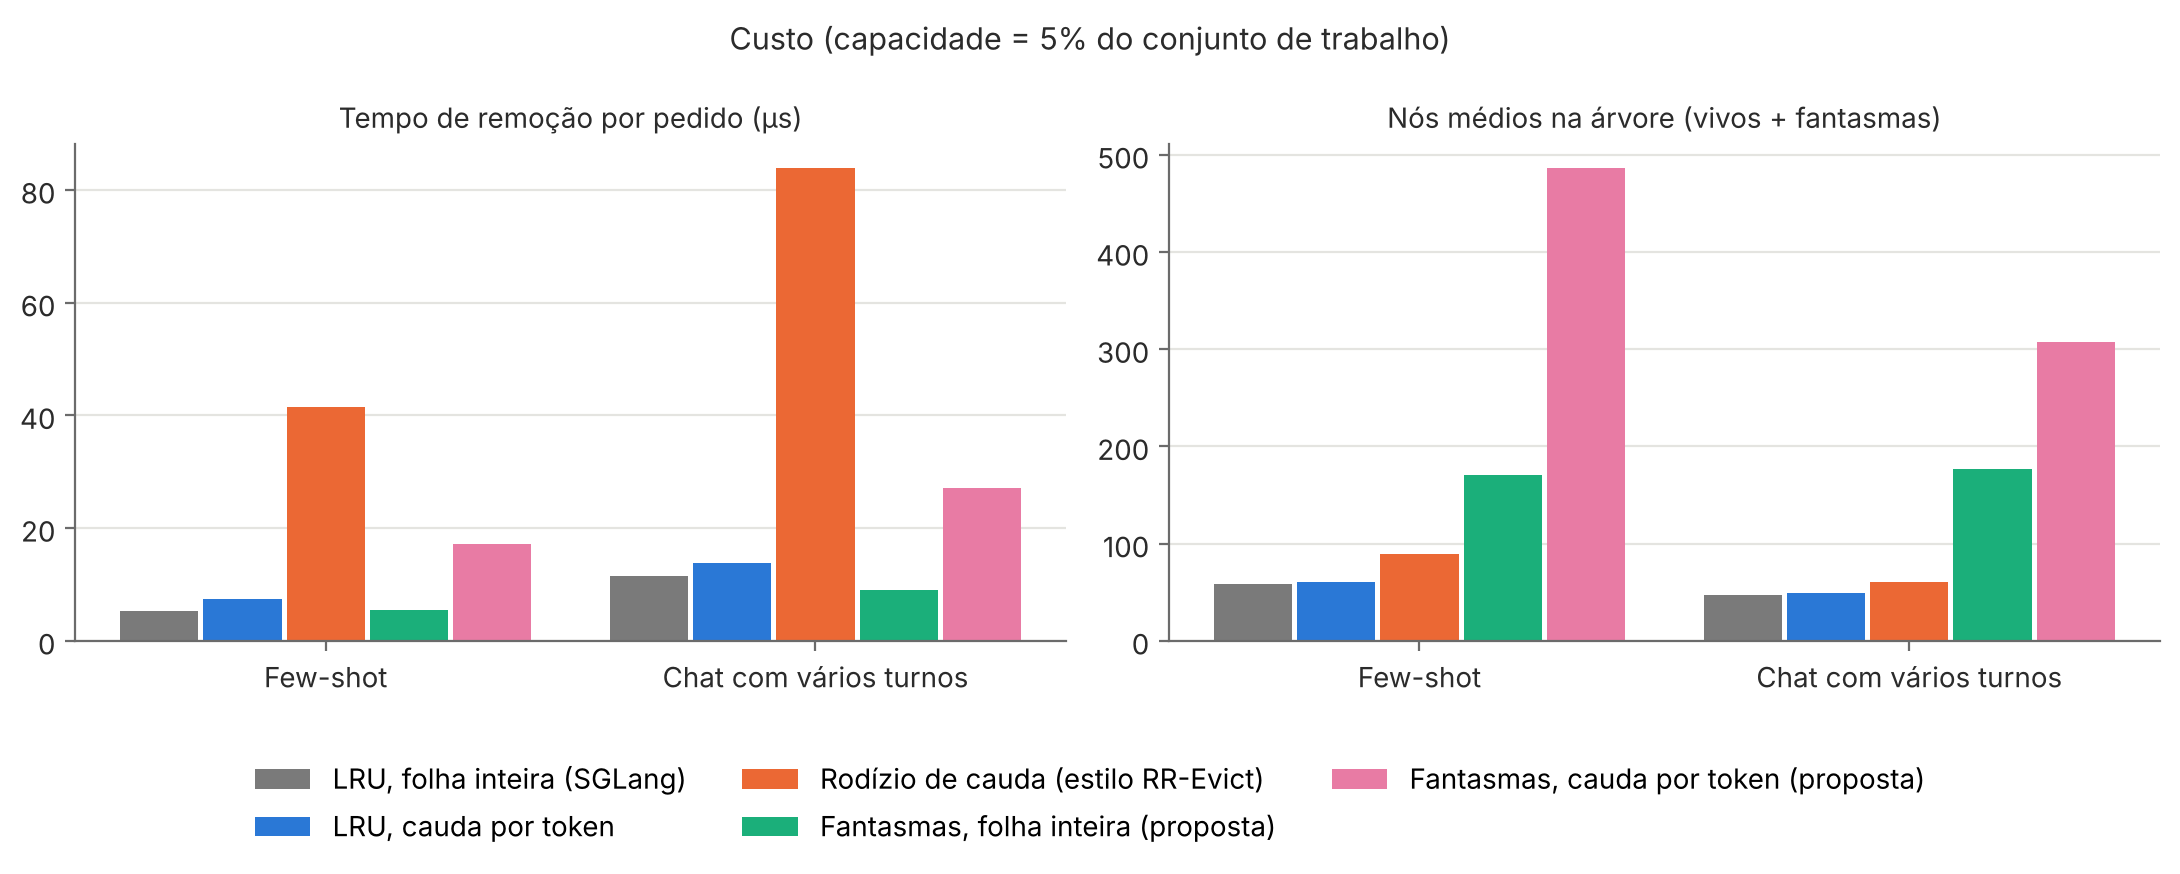 Custo (capacidade = 5% do conjunto de trabalho)
Tempo de remoção por pedido (µs)
80
60
40
20
0
Few-shot
Chat com vários turnos
Nós médios na árvore (vivos + fantasmas)
500
400
300
200
100
0
Few-shot
Chat com vários turnos
LRU, folha inteira (SGLang)
LRU, cauda por token
Rodízio de cauda (estilo RR-Evict)
Fantasmas, folha inteira (proposta)
Fantasmas, cauda por token (proposta)